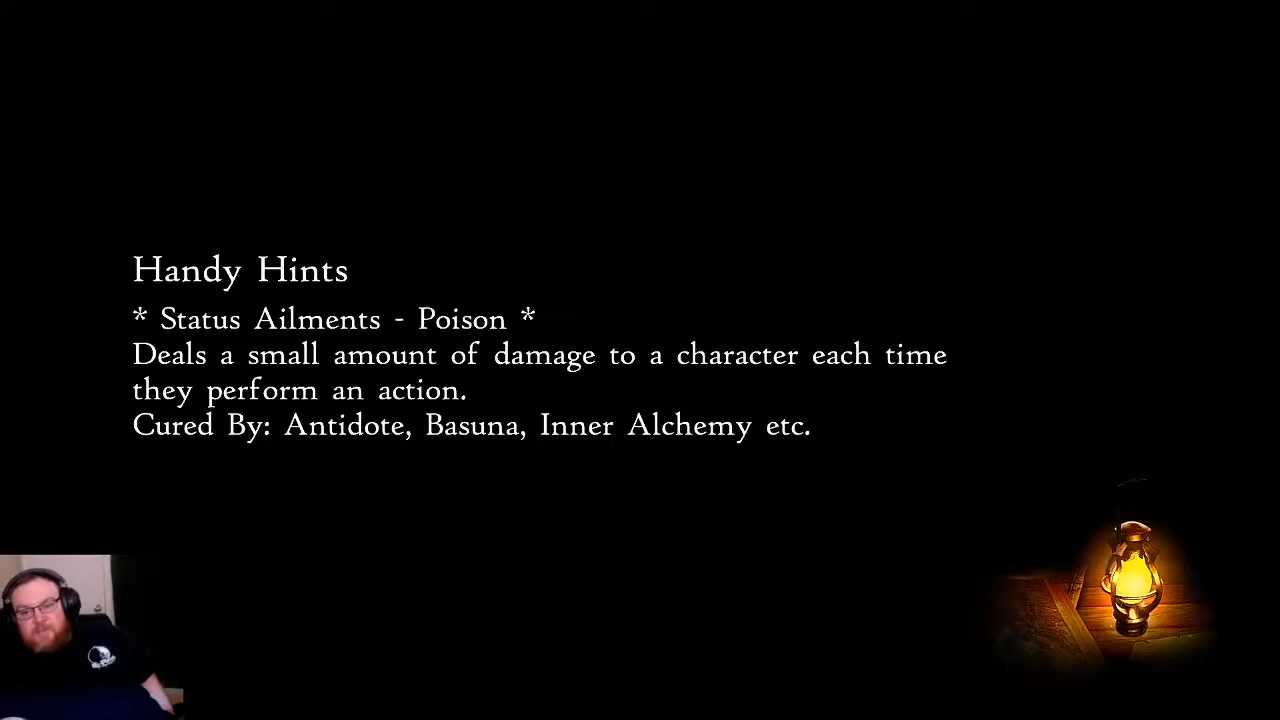 Handy Hints
* Status Ailments - Poison *
Deals a small amount of damage to a character each time
they perform an action.
Cured By: Antidote, Basuna, Inner Alchemy etc.